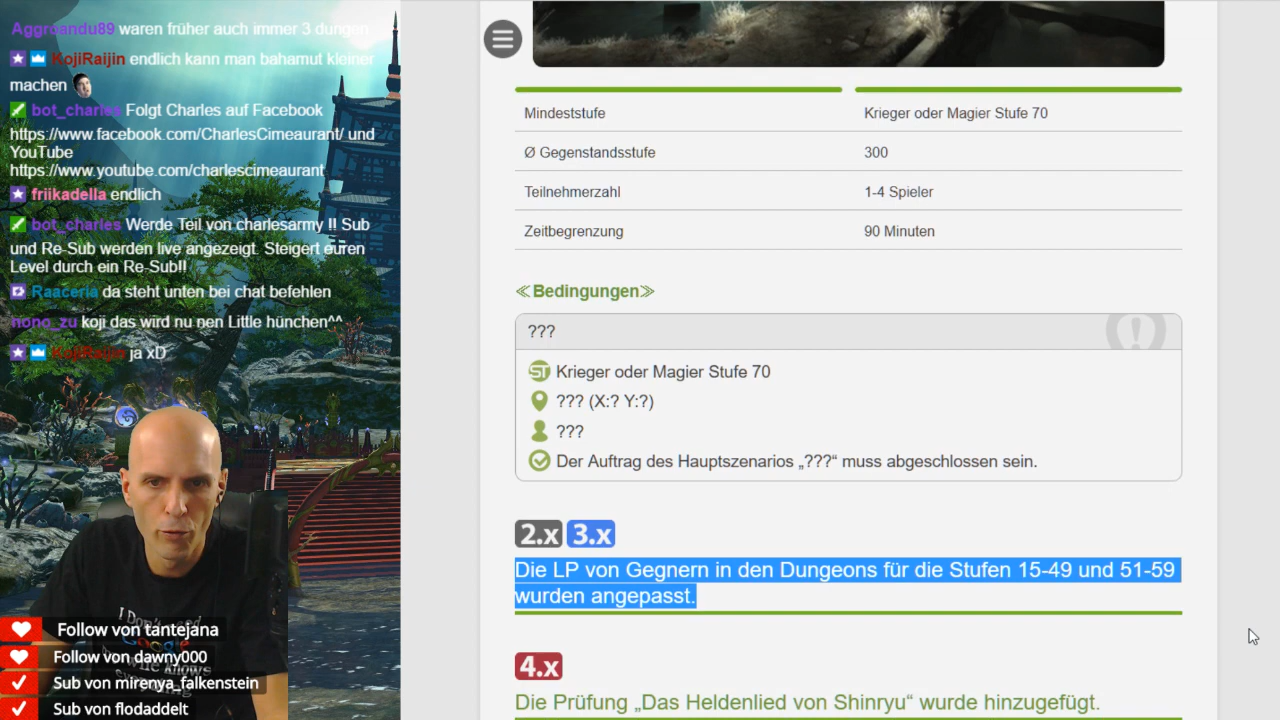 Aggroandu89 waren früher auch immer 3 dungen
KojiRaijin endlich kann man bahamut kleiner
machen
bot_charles Folgt Charles auf Facebook
https://www.facebook.com/CharlesCimeaurant/ und
YouTube
https://www.youtube.com/charlescimeaurant
friikadella endlich
bot_charles Werde Teil von charlesarmy !! Sub
und Re-Sub werden live angezeigt. Steigert euren
Level durch ein Re-Sub!!
Raaceria da steht unten bei chat befehlen
nono_zu koji das wird nu nen Little hünchen^^
KojiRaijin ja xD
I Don't need
Google
Follow von tantejana
Follow von dawny000
Sub von mirenya_falkenstein
Sub von flodaddelt
Mindeststufe Krieger oder Magier Stufe 70
Ø Gegenstandsstufe 300
Teilnehmerzahl 1-4 Spieler
Zeitbegrenzung 90 Minuten
≪Bedingungen≫
???
ST Krieger oder Magier Stufe 70
??? (X:? Y:?)
???
Der Auftrag des Hauptszenarios „???“ muss abgeschlossen sein.
2.x 3.x
Die LP von Gegnern in den Dungeons für die Stufen 15-49 und 51-59
wurden angepasst.
4.x
Die Prüfung „Das Heldenlied von Shinryu“ wurde hinzugefügt.